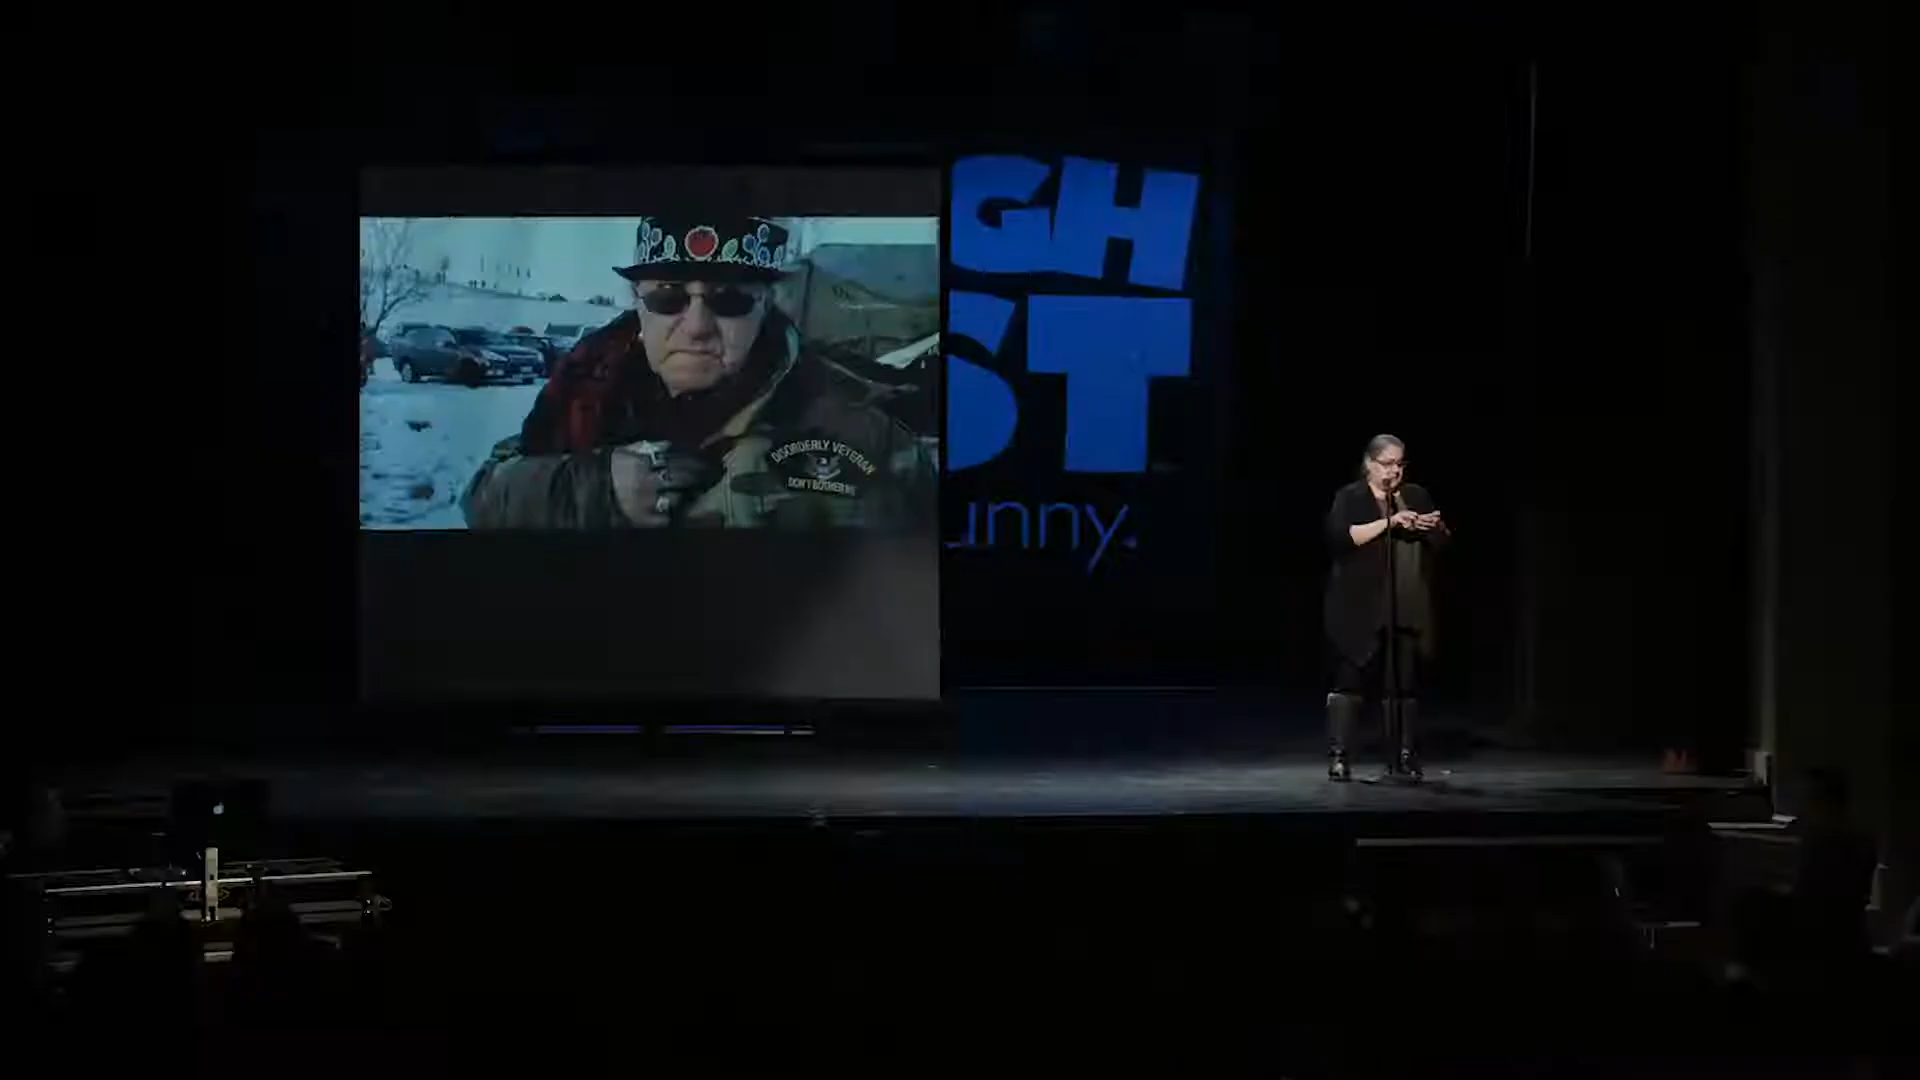 GH
ST
unny.
DISORDERLY VETERAN
DON'T BOTHER ME